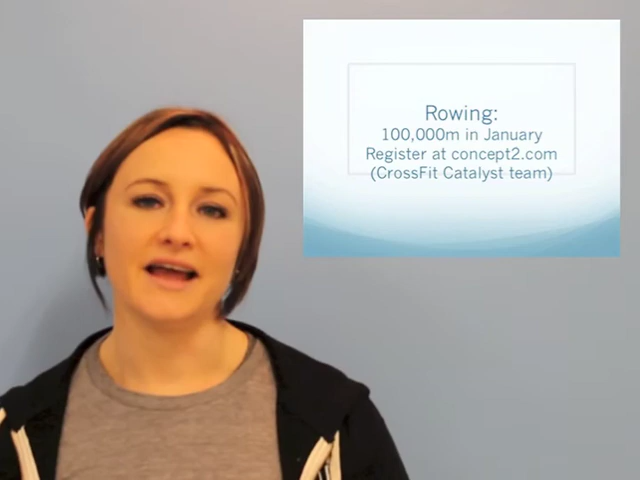 Rowing:
100,000m in January
Register at concept2.com
(CrossFit Catalyst team)